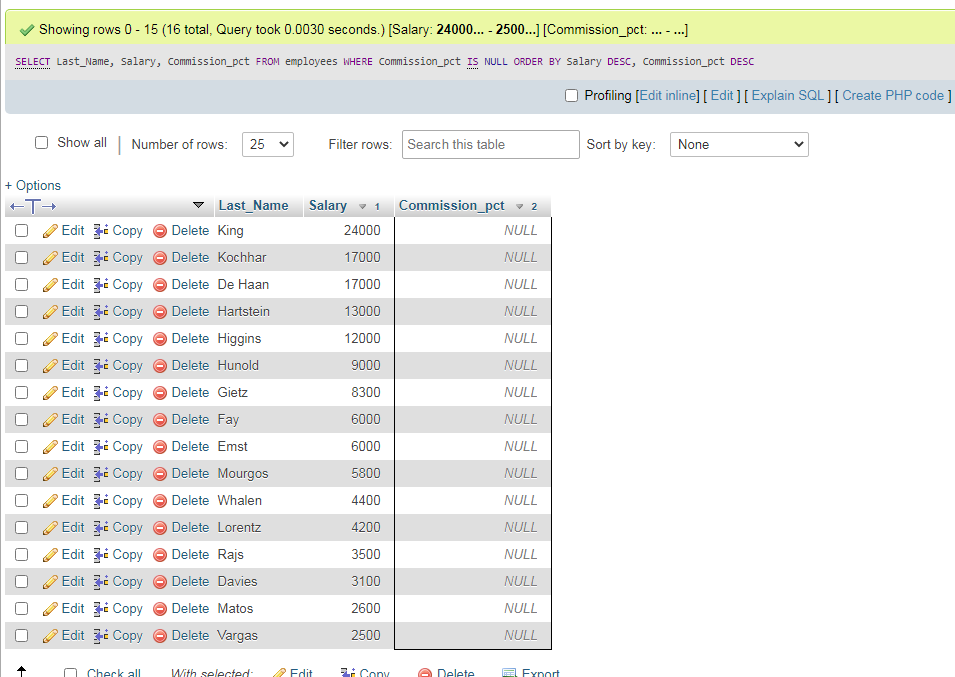 Showing rows 0 - 15 (16 total, Query took 0.0030 seconds.) [Salary: 24000... - 2500...] [Commission_pct: ... - ...]
SELECT Last_Name, Salary, Commission_pct FROM employees WHERE Commission_pct IS NULL ORDER BY Salary DESC, Commission_pct DESC
Profiling [Edit inline] [ Edit ] [ Explain SQL ] [ Create PHP code ]
Show all | Number of rows: 25 Filter rows: Search this table Sort by key: None
+ Options
←T→ Last_Name Salary 1 Commission_pct 2
Edit Copy Delete King 24000 NULL
Edit Copy Delete Kochhar 17000 NULL
Edit Copy Delete De Haan 17000 NULL
Edit Copy Delete Hartstein 13000 NULL
Edit Copy Delete Higgins 12000 NULL
Edit Copy Delete Hunold 9000 NULL
Edit Copy Delete Gietz 8300 NULL
Edit Copy Delete Fay 6000 NULL
Edit Copy Delete Emst 6000 NULL
Edit Copy Delete Mourgos 5800 NULL
Edit Copy Delete Whalen 4400 NULL
Edit Copy Delete Lorentz 4200 NULL
Edit Copy Delete Rajs 3500 NULL
Edit Copy Delete Davies 3100 NULL
Edit Copy Delete Matos 2600 NULL
Edit Copy Delete Vargas 2500 NULL
Check all With selected: Edit Copy Delete Export